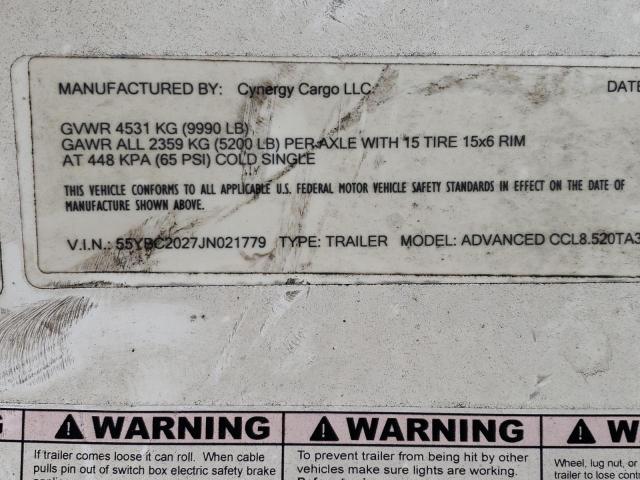 MANUFACTURED BY: Cynergy Cargo LLC. DATE
GVWR 4531 KG (9990 LB)
GAWR ALL 2359 KG (5200 LB) PER AXLE WITH 15 TIRE 15x6 RIM
AT 448 KPA (65 PSI) COLD SINGLE
THIS VEHICLE CONFORMS TO ALL APPLICABLE U.S. FEDERAL MOTOR VEHICLE SAFETY STANDARDS IN EFFECT ON THE DATE OF
MANUFACTURE SHOWN ABOVE.
V.I.N.: 55YBC2027JN021779 TYPE: TRAILER MODEL: ADVANCED CCL8.520TA3
G WARNING WARNING W
If trailer comes loose it can roll. When cable
pulls pin out of switch box electric safety brake
To prevent trailer from being hit by other
vehicles make sure lights are working.
Wheel, lug nut, or
trailer to lose contr